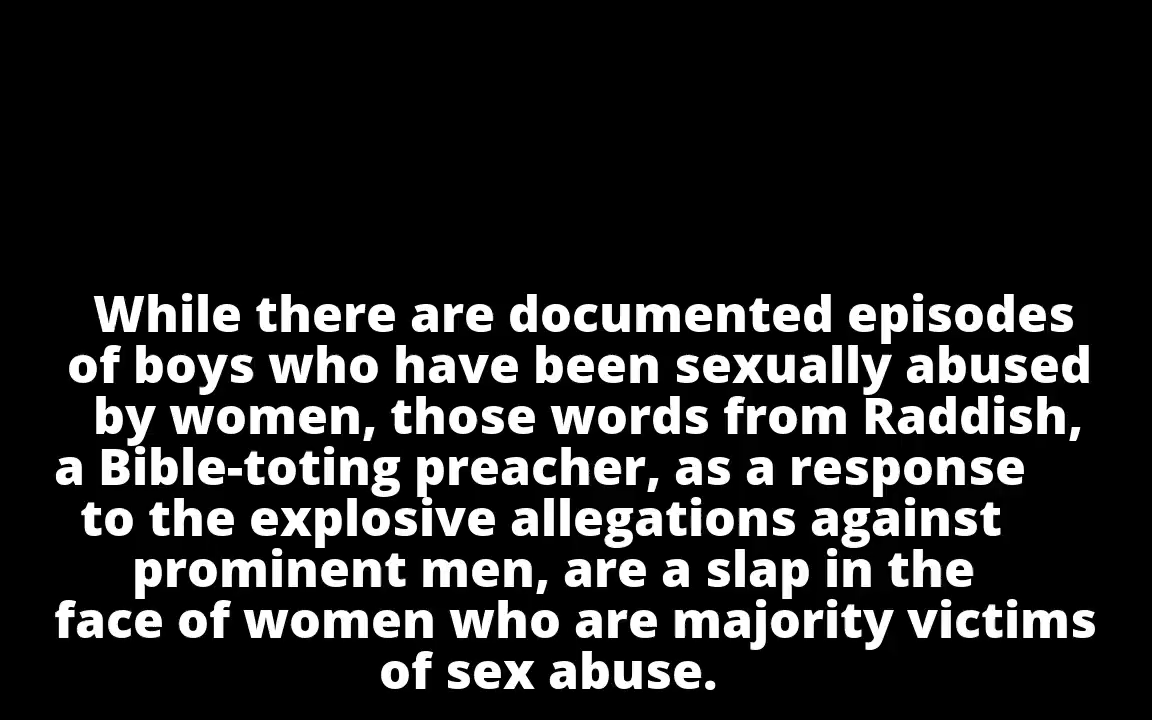 While there are documented episodes
of boys who have been sexually abused
by women, those words from Raddish,
a Bible-toting preacher, as a response
to the explosive allegations against
prominent men, are a slap in the
face of women who are majority victims
of sex abuse.